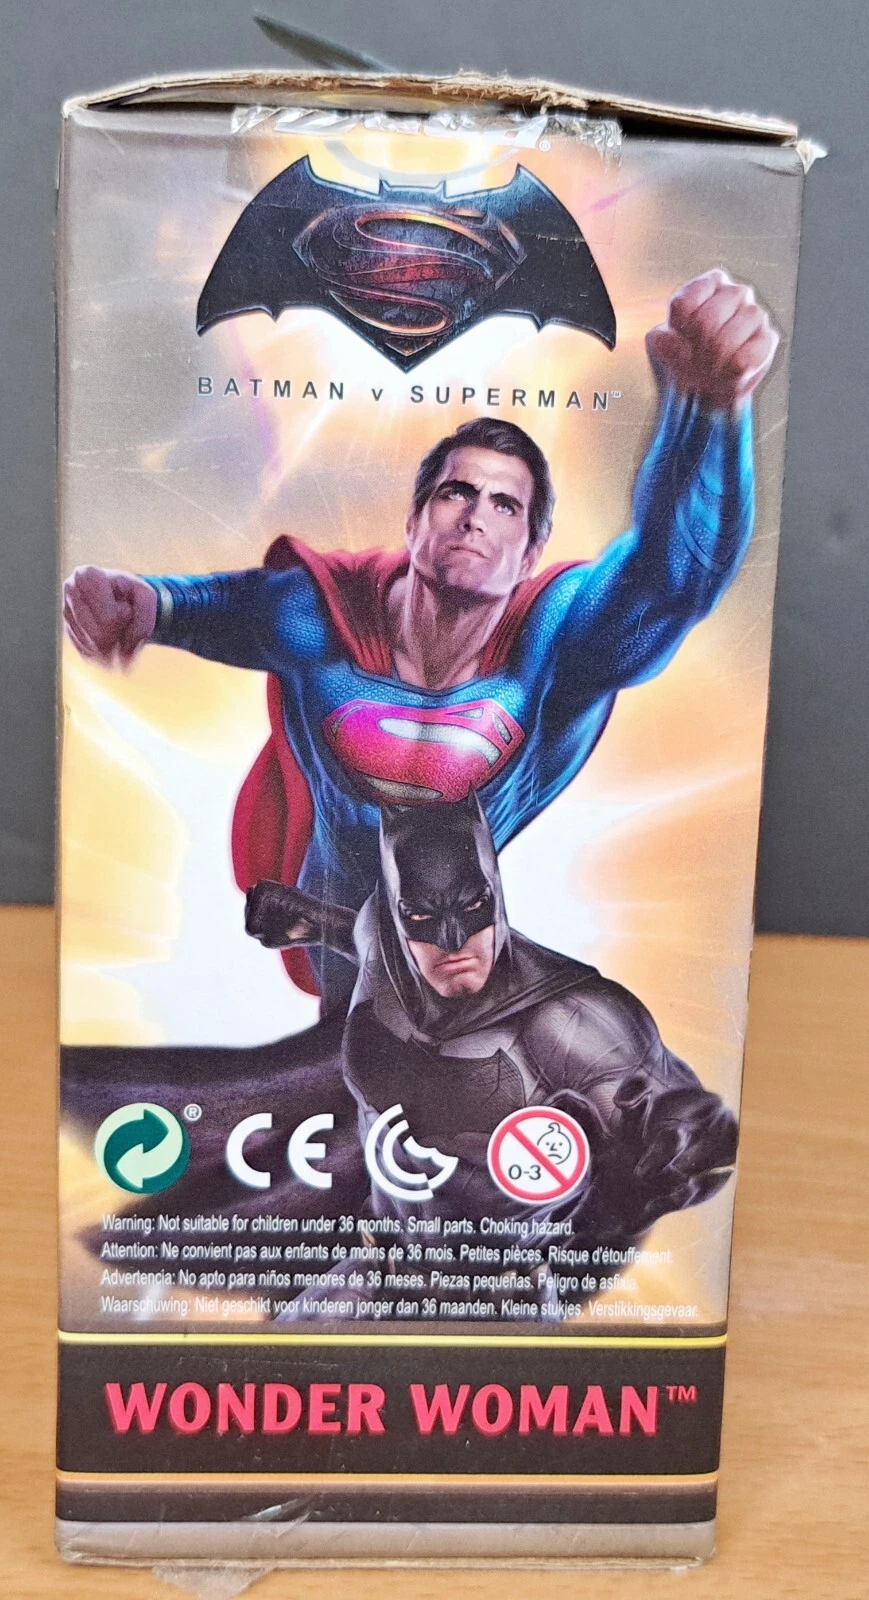 ®
BATMAN v SUPERMAN™
®
CE
0-3
Warning: Not suitable for children under 36 months. Small parts. Choking hazard.
Attention: Ne convient pas aux enfants de moins de 36 mois. Petites pièces. Risque d'étouffement.
Advertencia: No apto para niños menores de 36 meses. Piezas pequeñas. Peligro de asfixia.
Waarschuwing: Niet geschikt voor kinderen jonger dan 36 maanden. Kleine stukjes. Verstikkingsgevaar.
WONDER WOMAN™